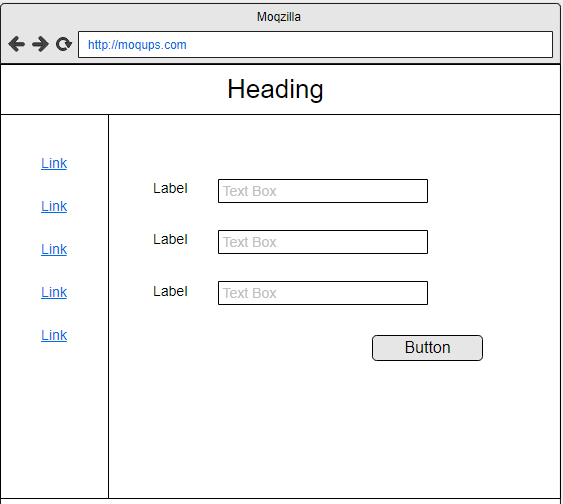 Moqzilla
http://moqups.com
Heading
Link
Link
Link
Link
Link
Label Text Box
Label Text Box
Label Text Box
Button